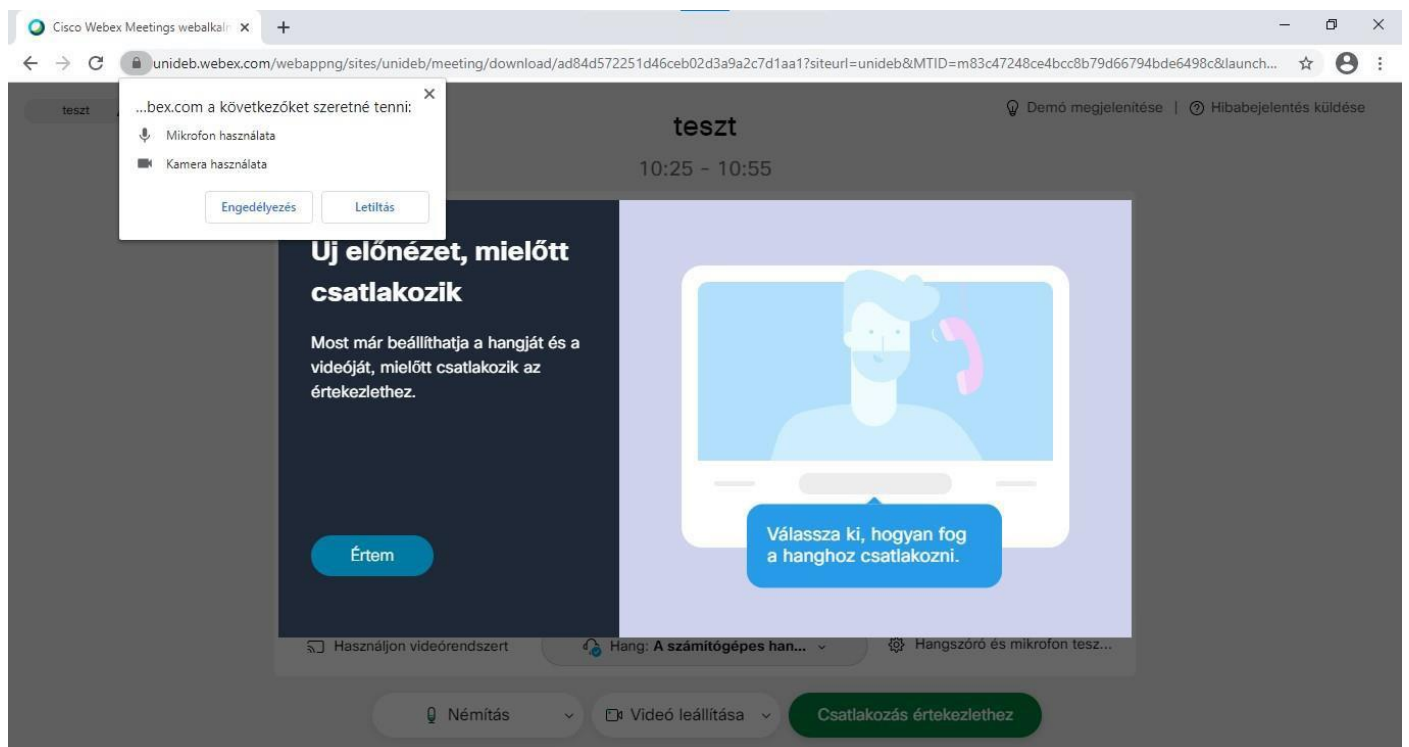 Cisco Webex Meetings webalkal
unideb.webex.com/webappng/sites/unideb/meeting/download/ad84d572251d46ceb02d3a9a2c7d1aa1?siteurl=unideb&MTID=m83c47248ce4bcc8b79d66794bde6498c&launch...
...bex.com a következőket szeretné tenni:
Mikrofon használata
Kamera használata
Engedélyezés Letiltás
teszt
Demó megjelenítése | Hibabejelentés küldése
teszt
10:25 - 10:55
Új előnézet, mielőtt
csatlakozik
Most már beállíthatja a hangját és a
videóját, mielőtt csatlakozik az
értekezlethez.
Értem
Válassza ki, hogyan fog
a hanghoz csatlakozni.
Használjon videórendszert Hang: A számítógépes han... Hangszóró és mikrofon tesz...
Némítás Videó leállítása Csatlakozás értekezlethez